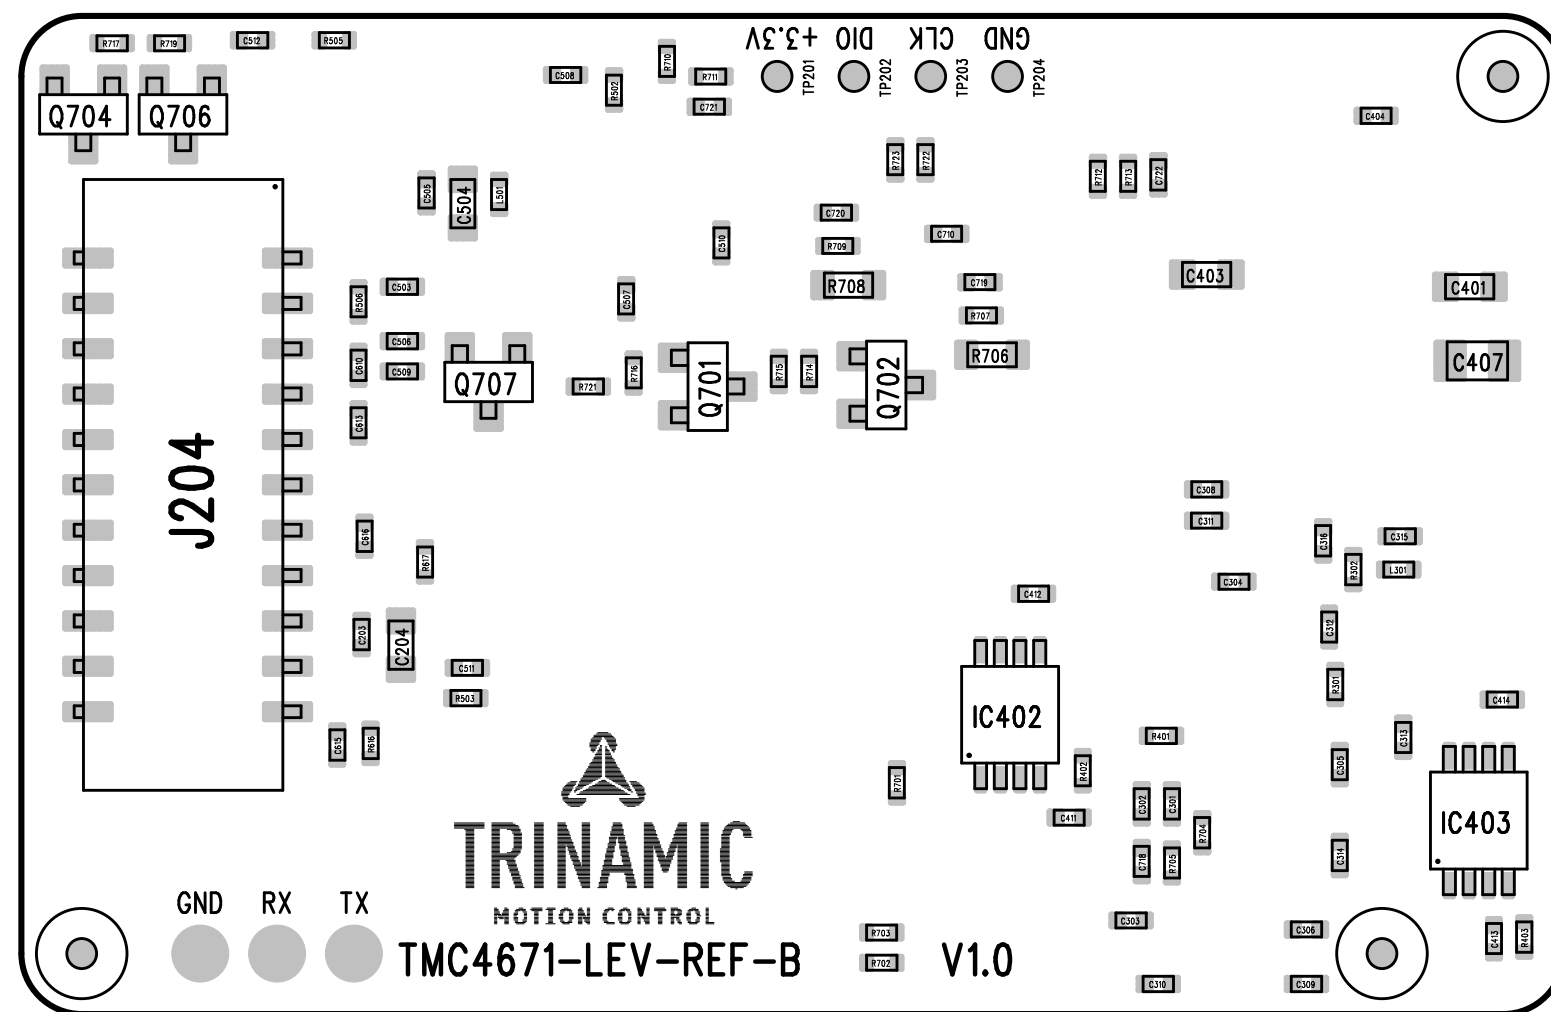 +3.3V DIO CLK GND
R717 R719 C512 R505
TP201 TP202 TP203 TP204
C508 R502 R710 R711
C721
Q704 Q706
C404
R723 R722
R712 R713 C722
C505 C504 L501
C720
C510 R709 C710
C403
R708 C719
C401
R506 C503 C507
R707
C506
R706
C407
C610 C509
Q707 R721 R716 Q701 R715 R714 Q702
C613
J204
C308
C311
C616 R617
C316 C315
R302 L301
C304
C412
C203 C204
C312
C511
R503
R301
C414
IC402
C615 R616
R401 C313
R701 R402 C305
C302 C301
C411 R704
IC403
C718 R705 C314
TRINAMIC
MOTION CONTROL
GND RX TX
C303 C306
R703 C413 R403
TMC4671-LEV-REF-B V1.0
R702
C310 C309